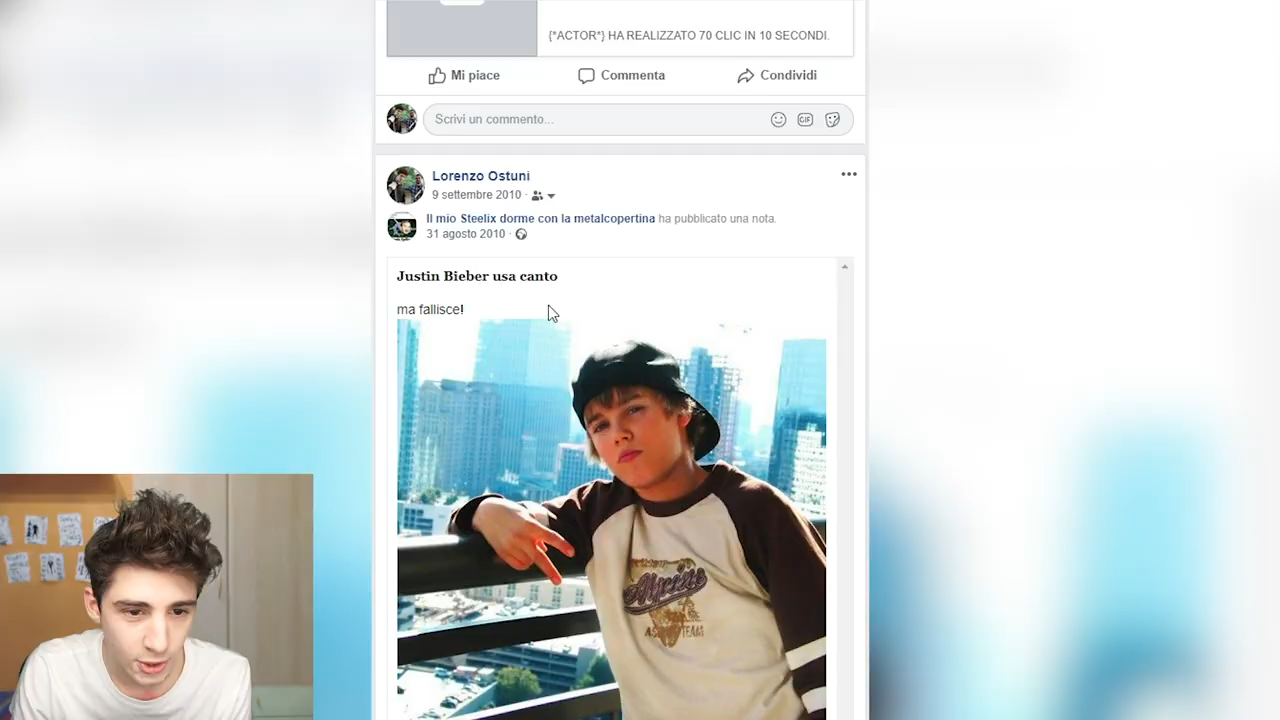 {*ACTOR*} HA REALIZZATO 70 CLIC IN 10 SECONDI.
Mi piace
Commenta
Condividi
Scrivi un commento...
GIF
Lorenzo Ostuni
9 settembre 2010 ·
Il mio Steelix dorme con la metalcopertina ha pubblicato una nota.
31 agosto 2010 ·
Justin Bieber usa canto
ma fallisce!